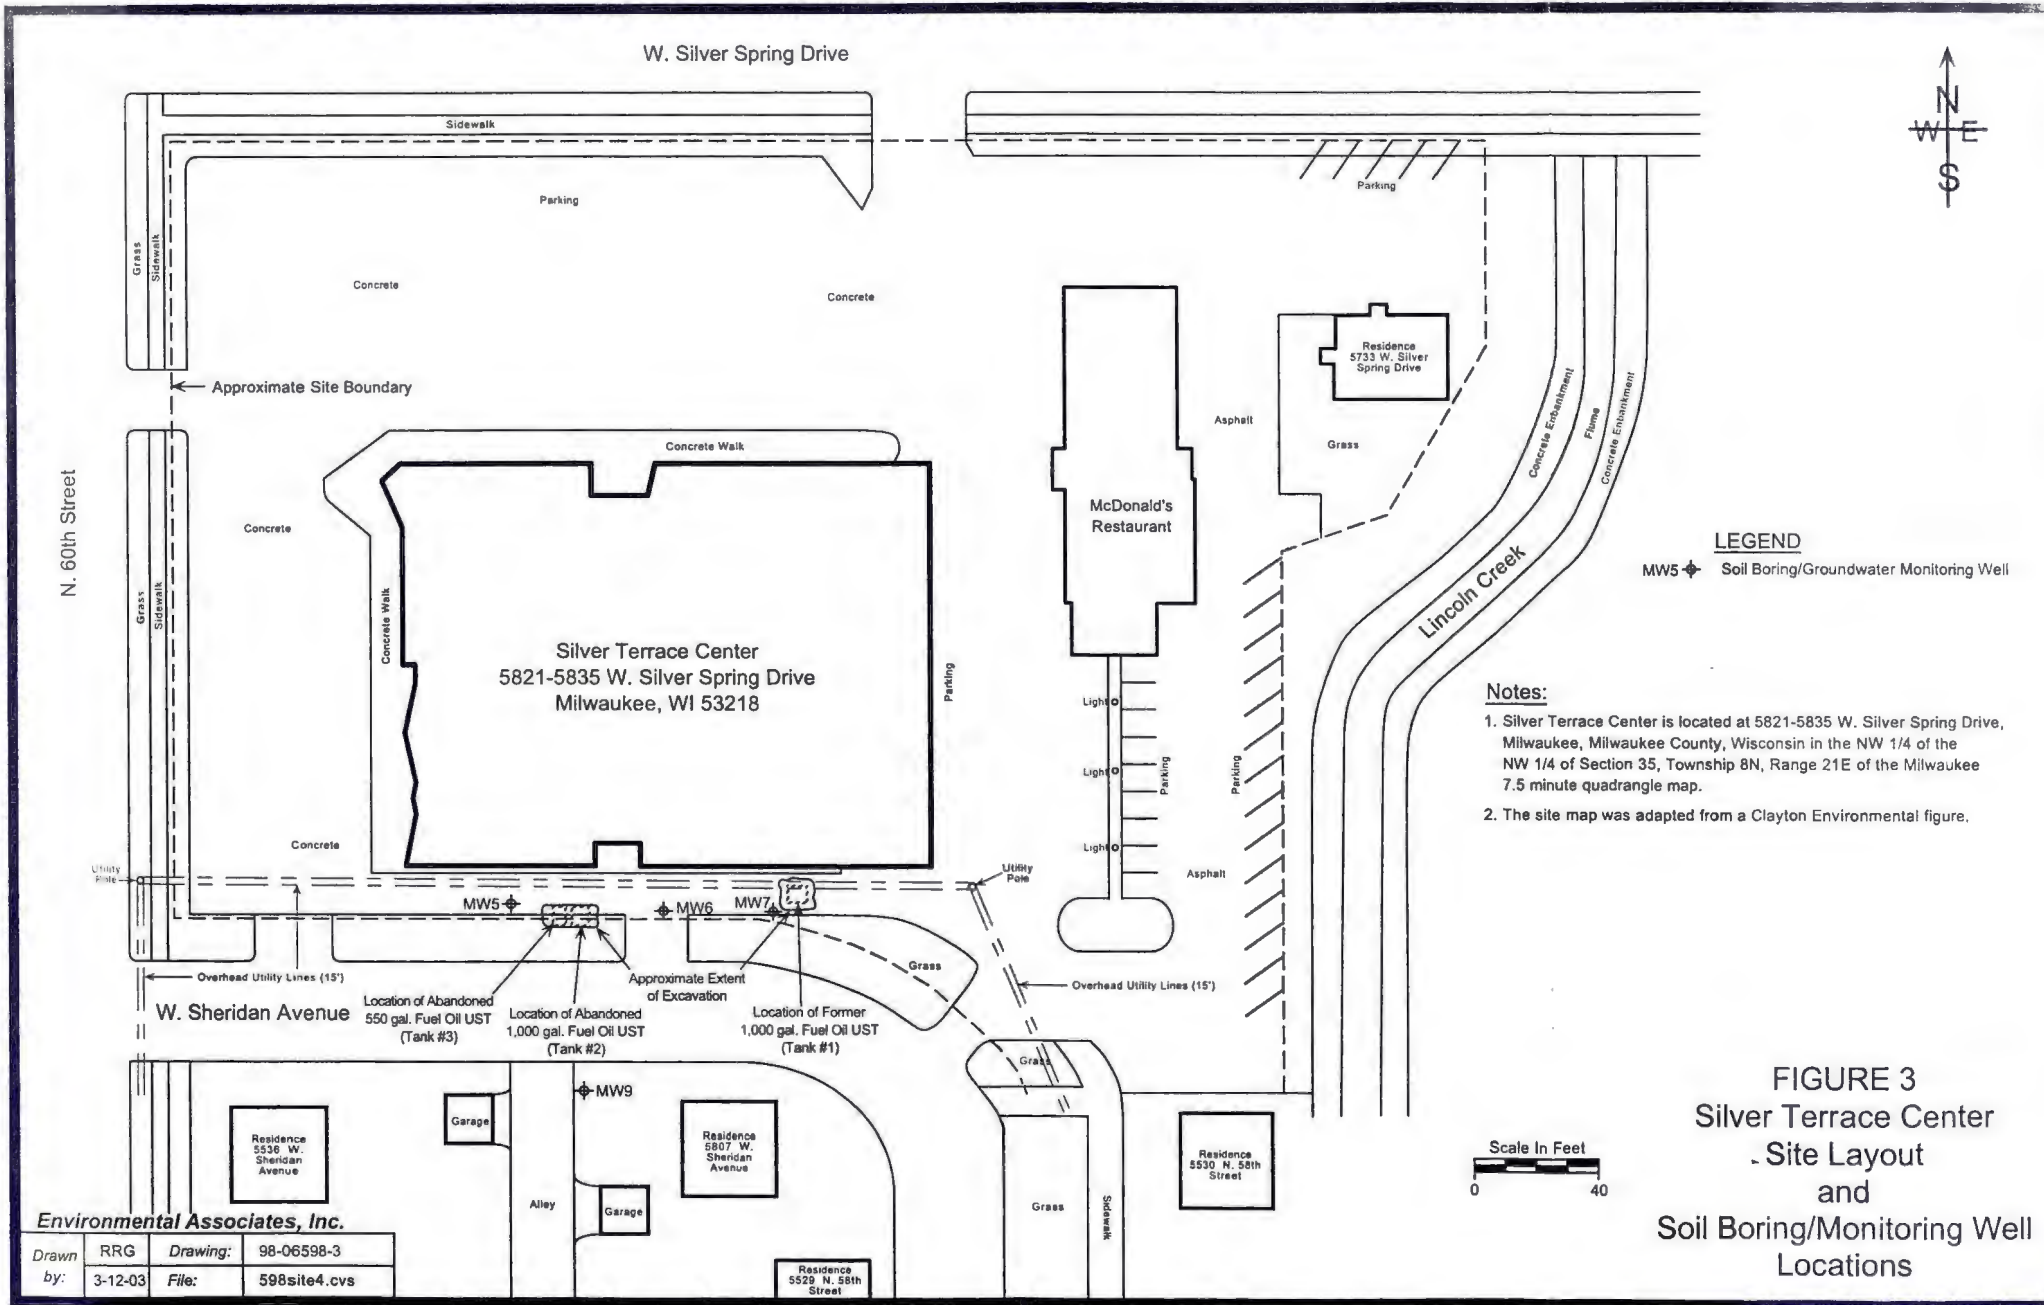 W. Silver Spring Drive
N
W E
S
Sidewalk
Parking
Parking
Grass
Sidewalk
Concrete
Concrete
Approximate Site Boundary
Residence
5733 W. Silver
Spring Drive
Asphalt
Grass
Concrete Enbankment
Flume
Concrete Enbankment
Concrete Walk
N. 60th Street
Concrete
McDonald's
Restaurant
LEGEND
MW5 Soil Boring/Groundwater Monitoring Well
Lincoln Creek
Grass
Sidewalk
Concrete Walk
Silver Terrace Center
5821-5835 W. Silver Spring Drive
Milwaukee, WI 53218
Parking
Light
Light
Light
Parking
Parking
Notes:
1. Silver Terrace Center is located at 5821-5835 W. Silver Spring Drive,
Milwaukee, Milwaukee County, Wisconsin in the NW 1/4 of the
NW 1/4 of Section 35, Township 8N, Range 21E of the Milwaukee
7.5 minute quadrangle map.
2. The site map was adapted from a Clayton Environmental figure.
Concrete
Utility
Pole
Utility
Pole
Asphalt
MW5
MW6
MW7
Grass
Overhead Utility Lines (15')
Approximate Extent
of Excavation
Overhead Utility Lines (15')
W. Sheridan Avenue
Location of Abandoned
550 gal. Fuel Oil UST
(Tank #3)
Location of Abandoned
1,000 gal. Fuel Oil UST
(Tank #2)
Location of Former
1,000 gal. Fuel Oil UST
(Tank #1)
Grass
MW9
Garage
Residence
5536 W.
Sheridan
Avenue
Residence
5807 W.
Sheridan
Avenue
Residence
5530 N. 58th
Street
Alley
Garage
Grass
Sidewalk
Residence
5529 N. 58th
Street
Scale In Feet
0 40
FIGURE 3
Silver Terrace Center
Site Layout
and
Soil Boring/Monitoring Well
Locations
Environmental Associates, Inc.
Drawn by: RRG Drawing: 98-06598-3
3-12-03 File: 598site4.cvs